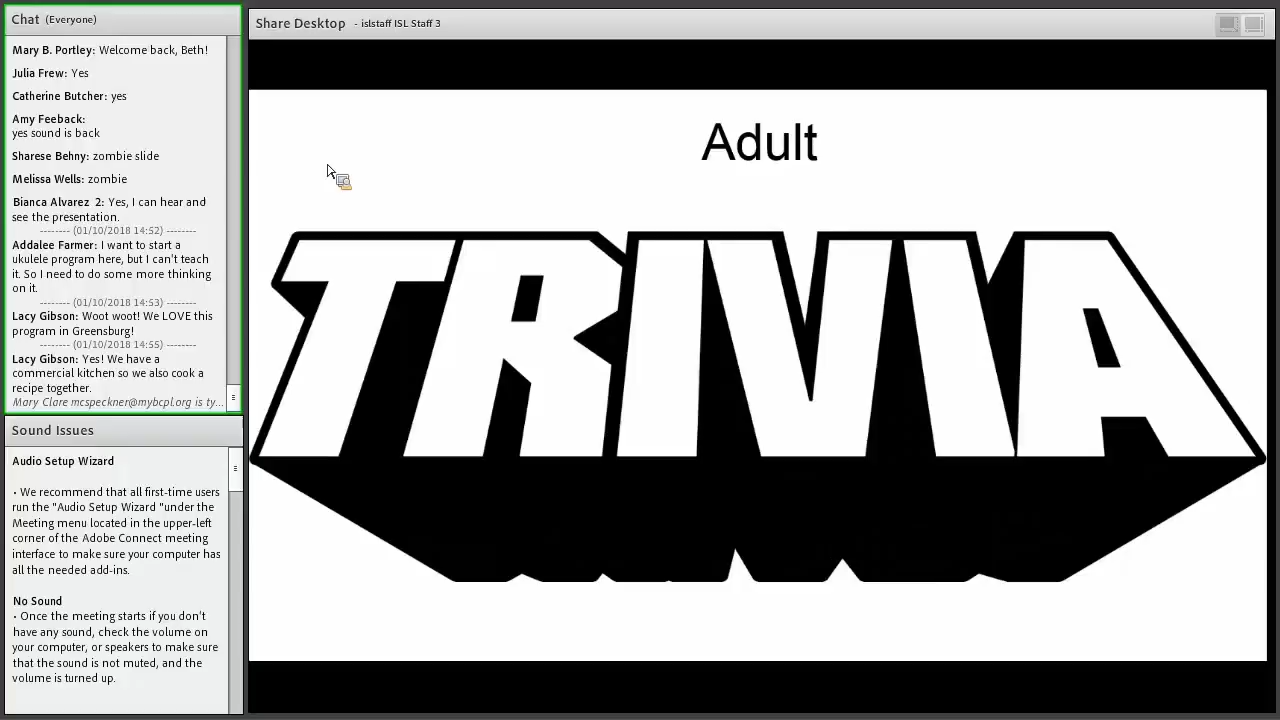 Chat (Everyone)
Mary B. Portley: Welcome back, Beth!
Julia Frew: Yes
Catherine Butcher: yes
Amy Feeback:
yes sound is back
Sharese Behny: zombie slide
Melissa Wells: zombie
Bianca Alvarez 2: Yes, I can hear and
see the presentation.
-------- (01/10/2018 14:52) --------
Addalee Farmer: I want to start a
ukulele program here, but I can't teach
it. So I need to do some more thinking
on it.
-------- (01/10/2018 14:53) --------
Lacy Gibson: Woot woot! We LOVE this
program in Greensburg!
-------- (01/10/2018 14:55) --------
Lacy Gibson: Yes! We have a
commercial kitchen so we also cook a
recipe together.
Mary Clare mcspeckner@mybcpl.org is ty...
Sound Issues
Audio Setup Wizard
• We recommend that all first-time users
run the "Audio Setup Wizard "under the
Meeting menu located in the upper-left
corner of the Adobe Connect meeting
interface to make sure your computer has
all the needed add-ins.
No Sound
• Once the meeting starts if you don't
have any sound, check the volume on
your computer, or speakers to make sure
that the sound is not muted, and the
volume is turned up.
Share Desktop - islstaff ISL Staff 3
Adult
TRIVIA